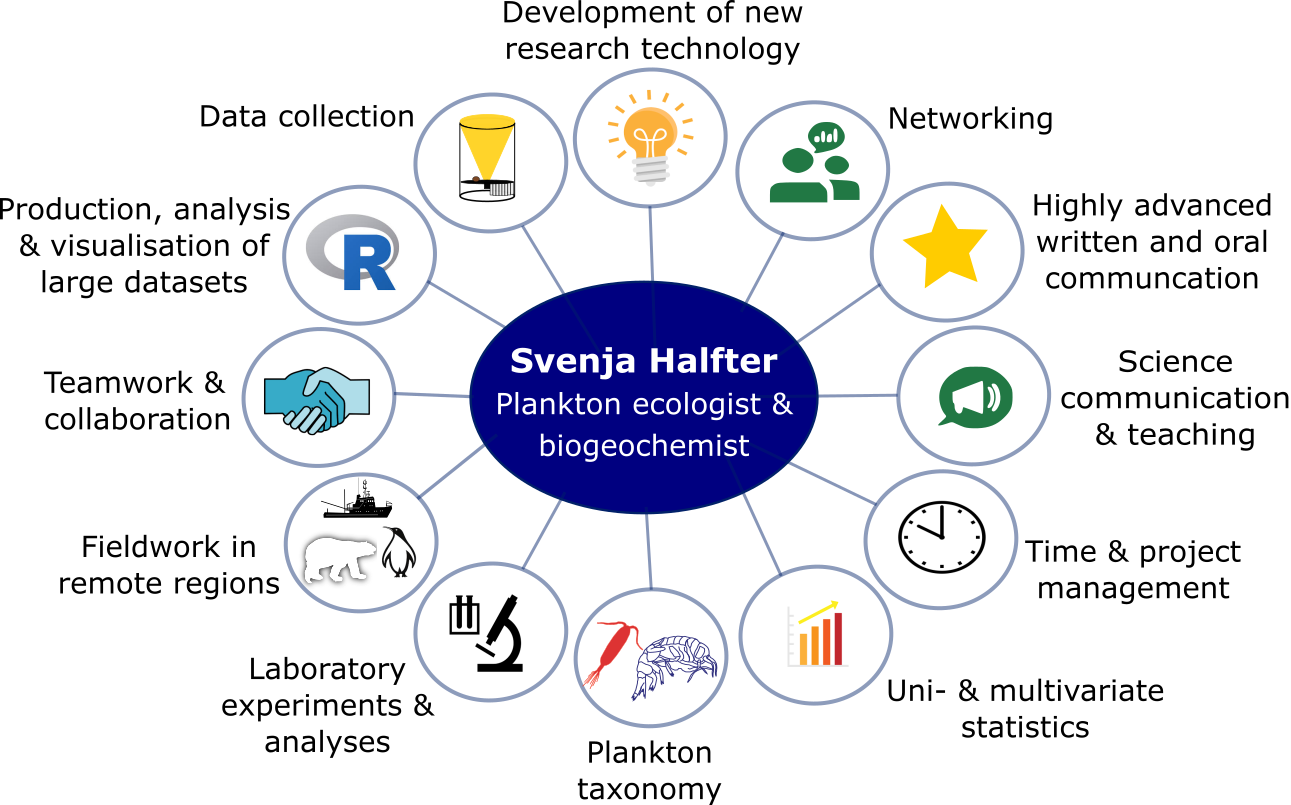 Development of new
research technology
Data collection
Networking
Production, analysis
& visualisation of
large datasets
R
Highly advanced
written and oral
communcation
Svenja Halfter
Plankton ecologist &
biogeochemist
Teamwork &
collaboration
Science
communication
& teaching
Fieldwork in
remote regions
Time & project
management
Laboratory
experiments &
analyses
Uni- & multivariate
statistics
Plankton
taxonomy